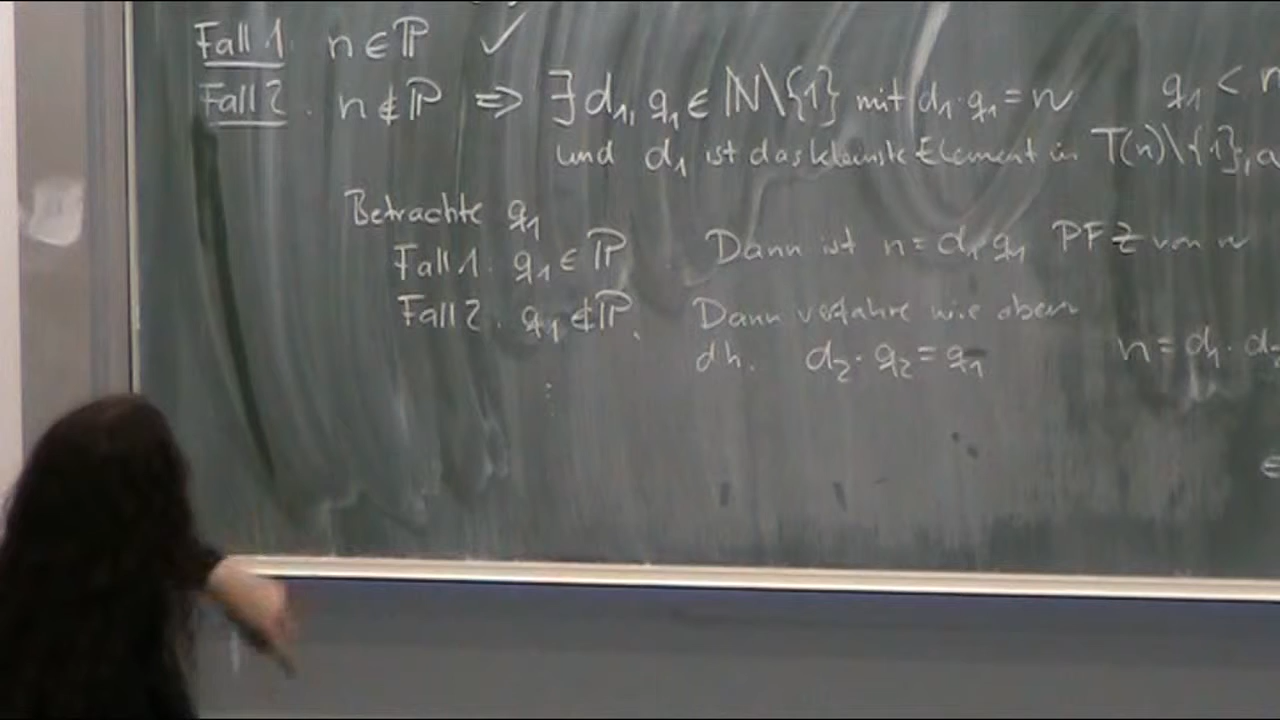 Fall 1. n ∈ ℙ ✓
Fall 2. n ∉ ℙ ⇒ ∃ d₁, q₁ ∈ ℕ\{1} mit d₁·q₁ = n q₁ < n
und d₁ ist das kleinste Element in T(n)\{1},
Betrachte q₁
Fall 1. q₁ ∈ ℙ. Dann ist n = d₁ q₁ PFZ von n
Fall 2. q₁ ∉ ℙ. Dann verfahre wie oben
dh. d₂·q₂ = q₁ n = d₁·d₂
⋮
∈